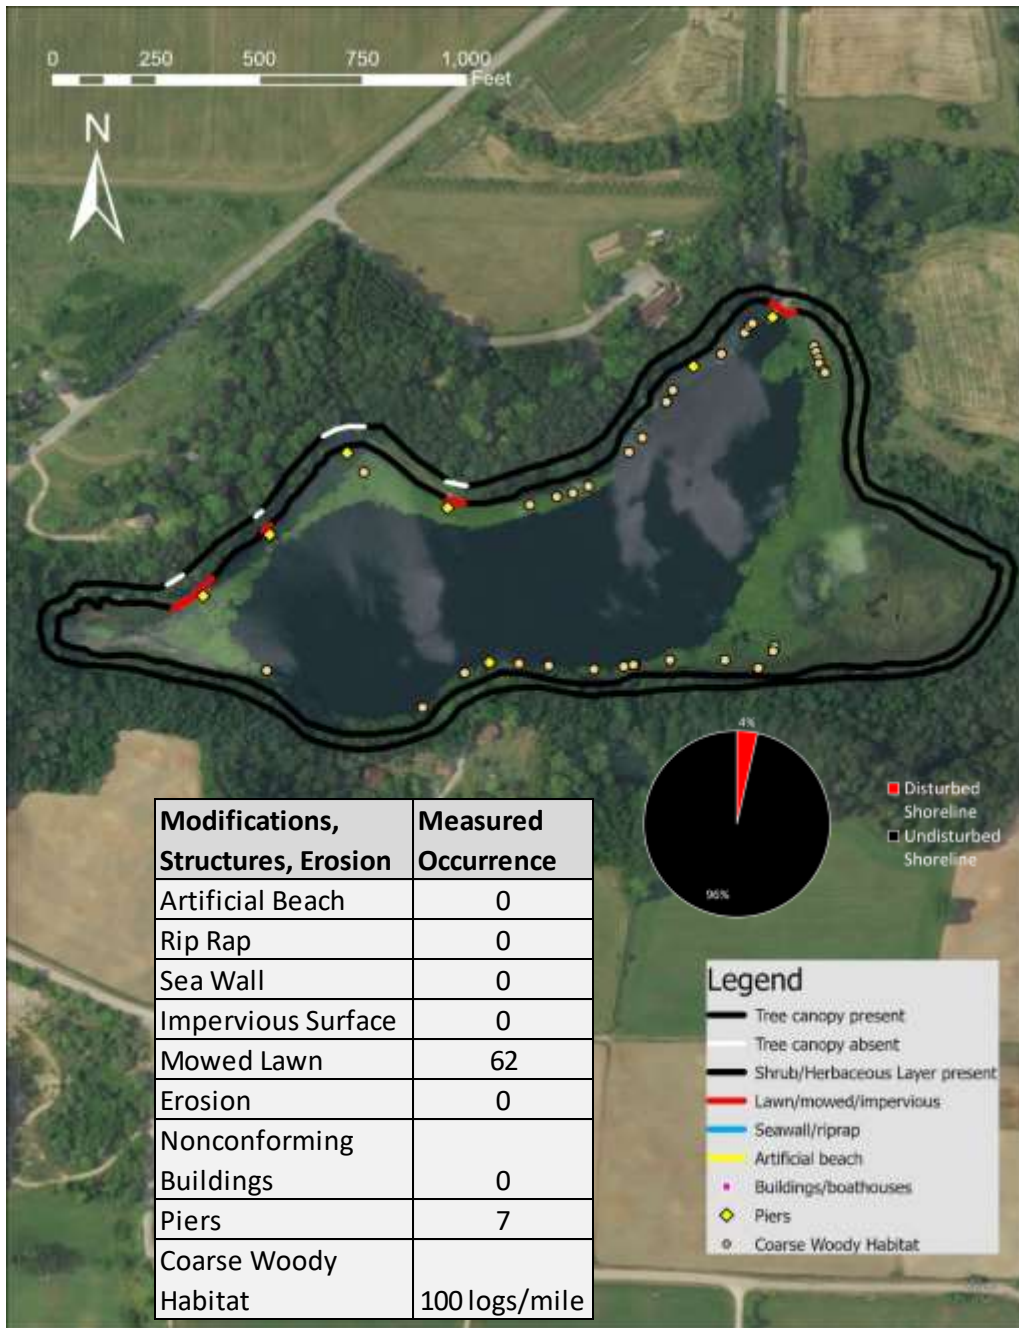 0 250 500 750 1,000
Feet
N
4%
Disturbed
Shoreline
Undisturbed
Shoreline
96%
Modifications, Measured
Structures, Erosion Occurrence
Artificial Beach 0
Rip Rap 0
Sea Wall 0
Impervious Surface 0
Mowed Lawn 62
Erosion 0
Nonconforming
Buildings 0
Piers 7
Coarse Woody
Habitat 100 logs/mile
Legend
Tree canopy present
Tree canopy absent
Shrub/Herbaceous Layer present
Lawn/mowed/impervious
Seawall/riprap
Artificial beach
Buildings/boathouses
Piers
Coarse Woody Habitat